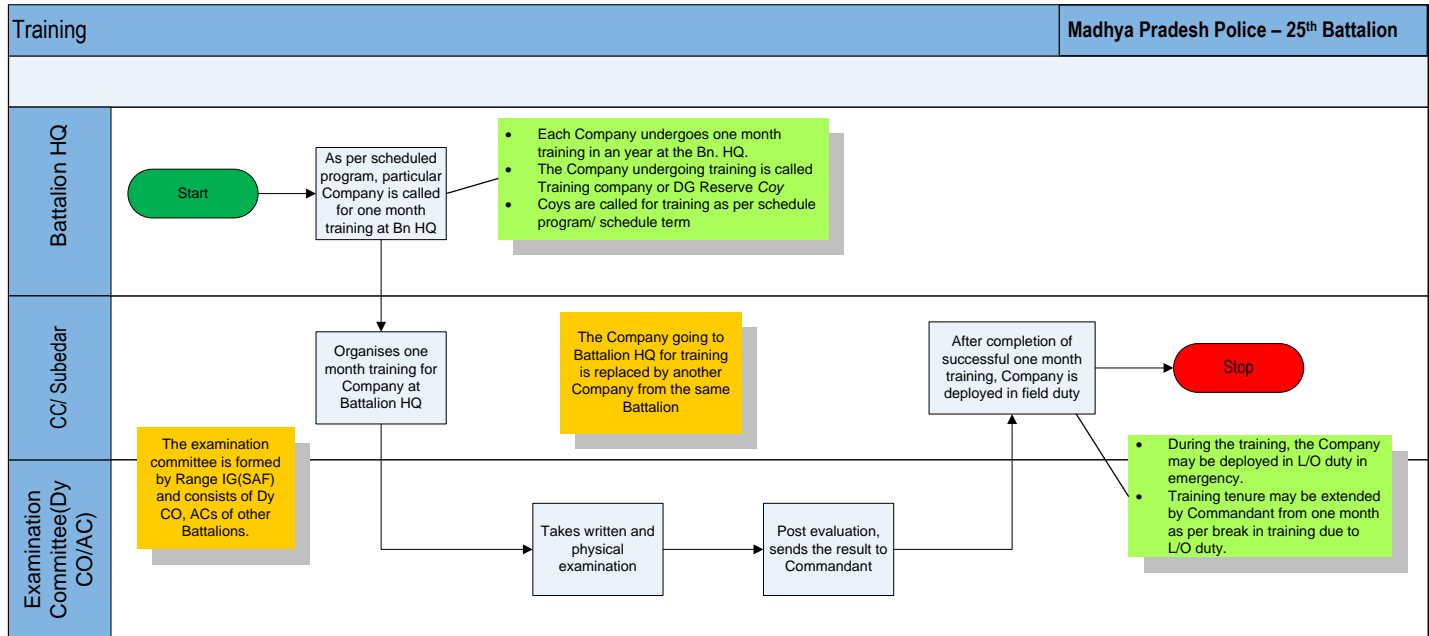 Training
Madhya Pradesh Police – 25th Battalion
Battalion HQ
Start
As per scheduled
program, particular
Company is called
for one month
training at Bn HQ
• Each Company undergoes one month
training in an year at the Bn. HQ.
• The Company undergoing training is called
Training company or DG Reserve Coy
• Coys are called for training as per schedule
program/ schedule term
CC/ Subedar
Organises one
month training for
Company at
Battalion HQ
The Company going to
Battalion HQ for training
is replaced by another
Company from the same
Battalion
After completion of
successful one month
training, Company is
deployed in field duty
Stop
The examination
committee is formed
by Range IG(SAF)
and consists of Dy
CO, ACs of other
Battalions.
• During the training, the Company
may be deployed in L/O duty in
emergency.
• Training tenure may be extended
by Commandant from one month
as per break in training due to
L/O duty.
Examination
Committee(Dy
CO/AC)
Takes written and
physical
examination
Post evaluation,
sends the result to
Commandant